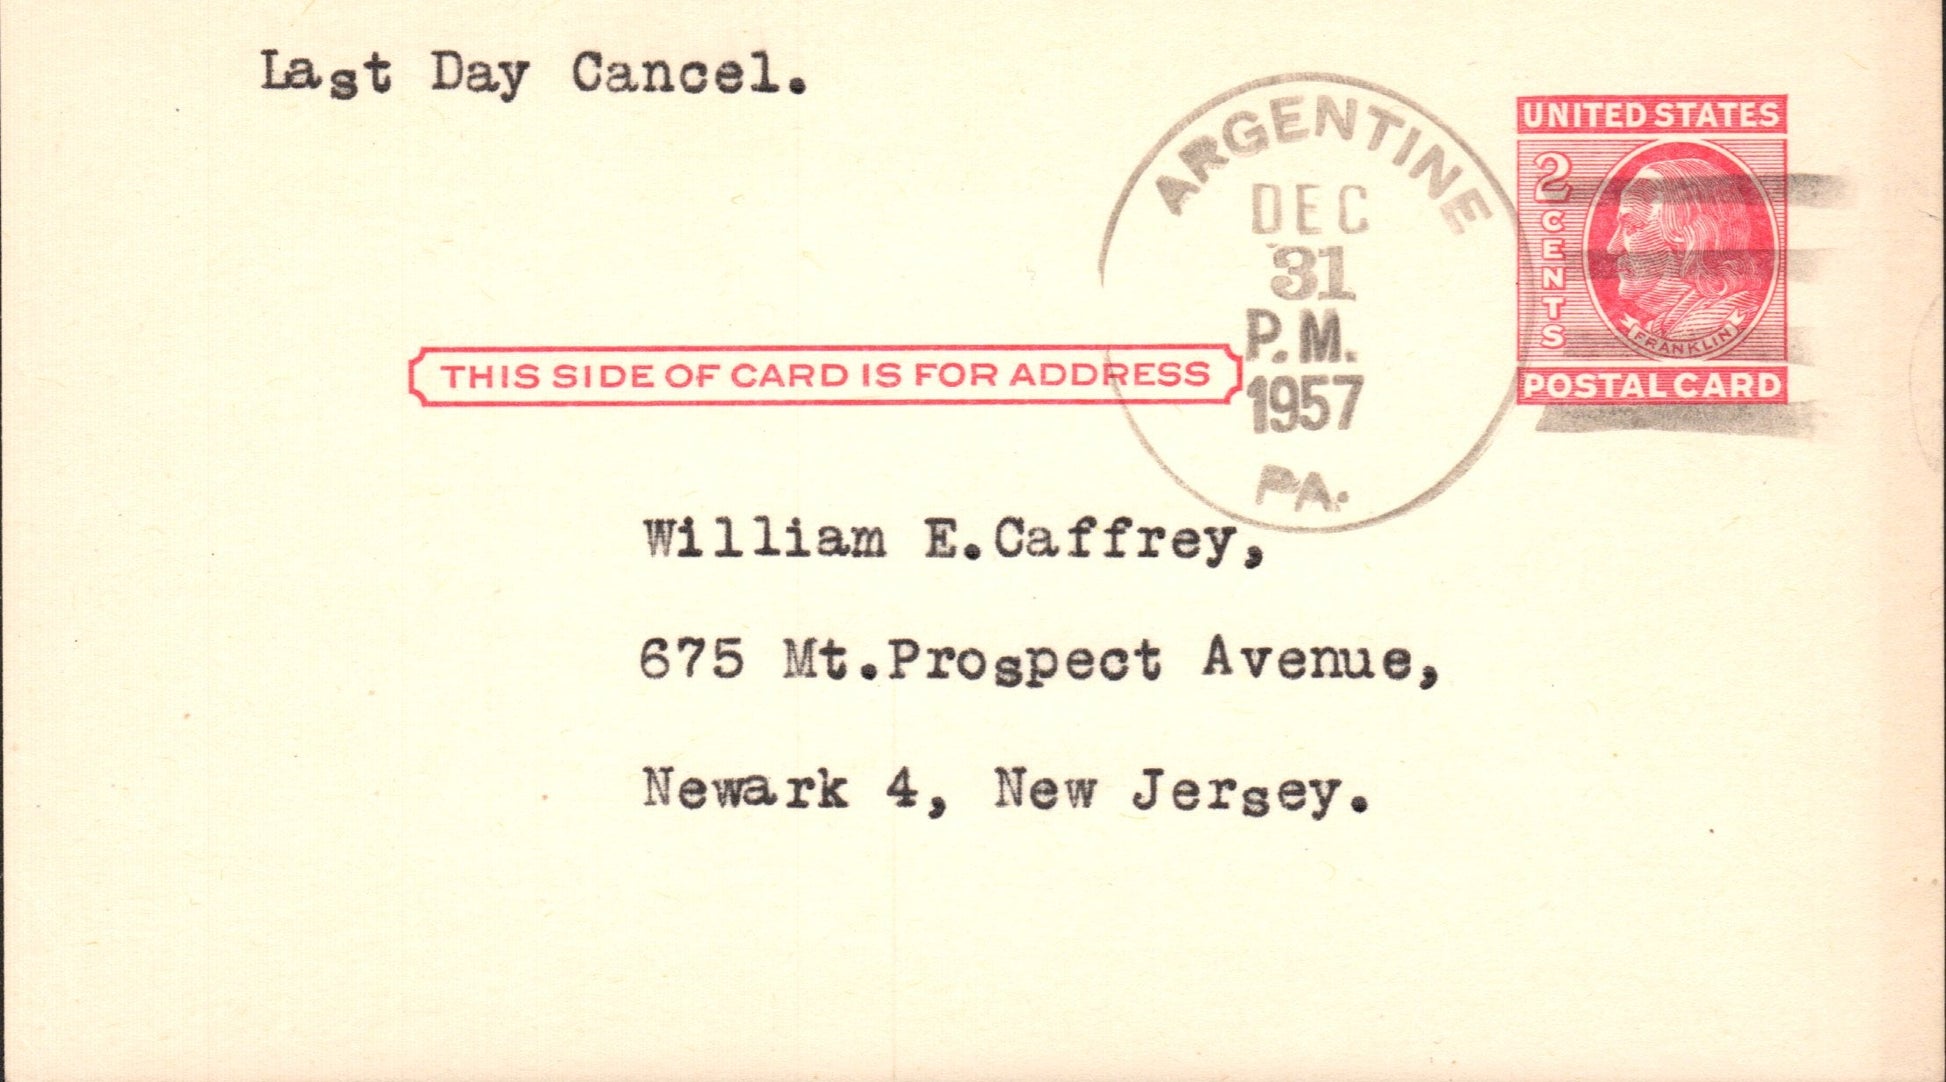 Last Day Cancel.
ARGENTINE
DEC
31
P.M.
1957
PA.
UNITED STATES
2 CENTS
FRANKLIN
POSTAL CARD
THIS SIDE OF CARD IS FOR ADDRESS
William E.Caffrey,
675 Mt.Prospect Avenue,
Newark 4, New Jersey.